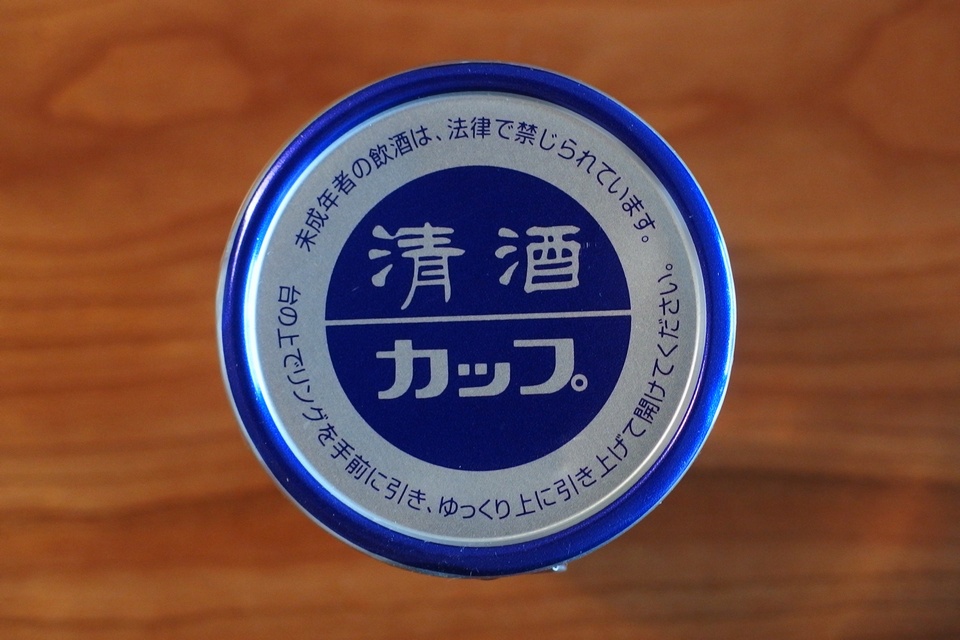 未成年者の飲酒は、法律で禁じられています。
清酒
カップ
台の上でリングを手前に引き、ゆっくり上に引き上げて開けてください。